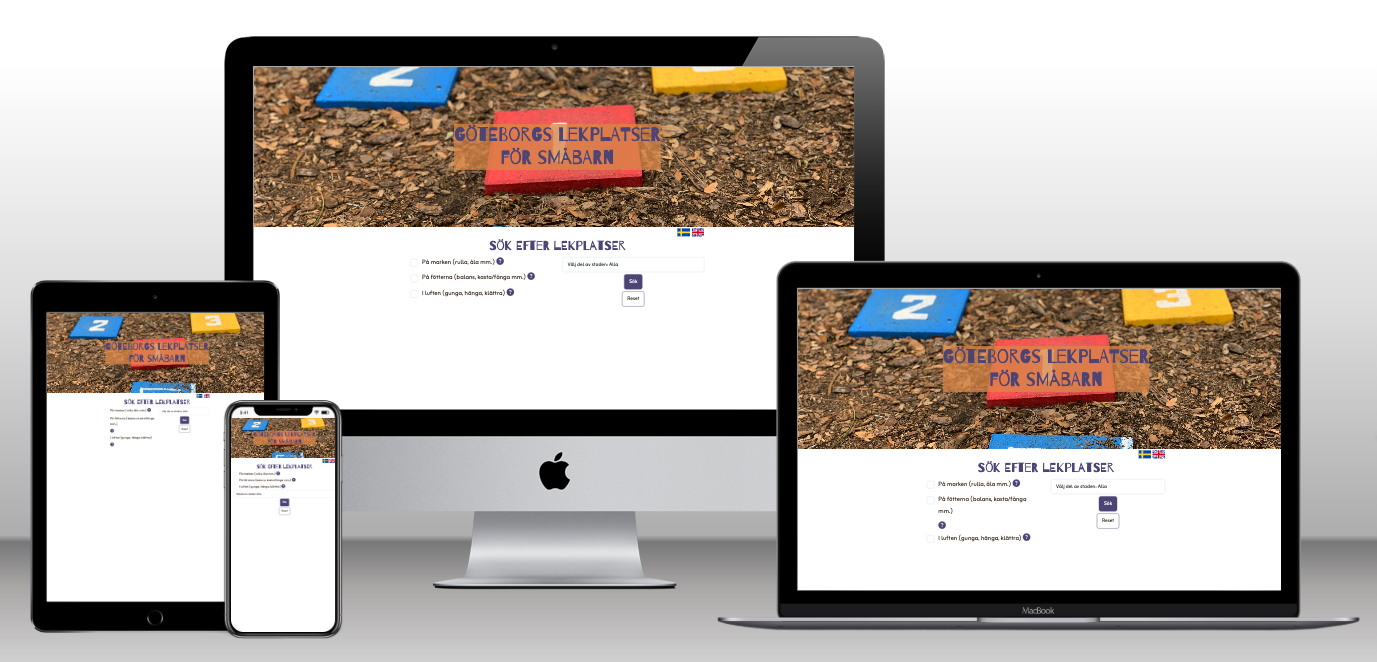 2
3
1
GÖTEBORGS LEKPLATSER
FÖR SMÅBARN
SÖK EFTER LEKPLATSER
På marken (rulla, åla mm.) ?
På fötterna (balans, kasta/fånga mm.) ?
I luften (gunga, hänga, klättra) ?
Välj del av staden: Alla
Sök
Reset
2
3
GÖTEBORGS LEKPLATSER
FÖR SMÅBARN
SÖK EFTER LEKPLATSER
På marken (rulla, åla mm.) ?
På fötterna (balans, kasta/fånga
mm.)
?
I luften (gunga, hänga, klättra) ?
Välj del av staden: Alla
Sök
Reset
9:41
GÖTEBORGS LEKPLATSER
FÖR SMÅBARN
SÖK EFTER LEKPLATSER
På marken (rulla, åla mm.) ?
På fötterna (balans, kasta/fånga mm.) ?
I luften (gunga, hänga, klättra) ?
Sök
Reset
GÖTEBORGS LEKPLATSER
FÖR SMÅBARN
SÖK EFTER LEKPLATSER
På marken (rulla, åla mm.) ?
På fötterna (balans, kasta/fånga
mm.)
?
I luften (gunga, hänga, klättra) ?
Välj del av staden: Alla
Sök
Reset
MacBook